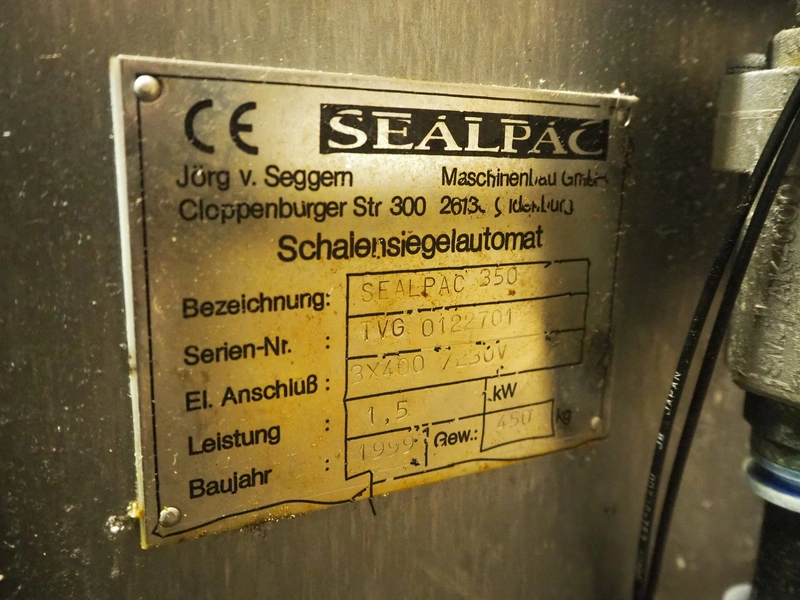 CE SEALPAC
Jörg v. Seggern Maschinenbau GmbH
Cloppenburger Str 300
Schalensiegelautomat
Bezeichnung: SEALPAC 350
Serien-Nr. : TVG 0122701
El. Anschluß : 3X400 /230V
Leistung : 1,5 kW
Baujahr : 1999 Gew.: 450 kg
JAPAN